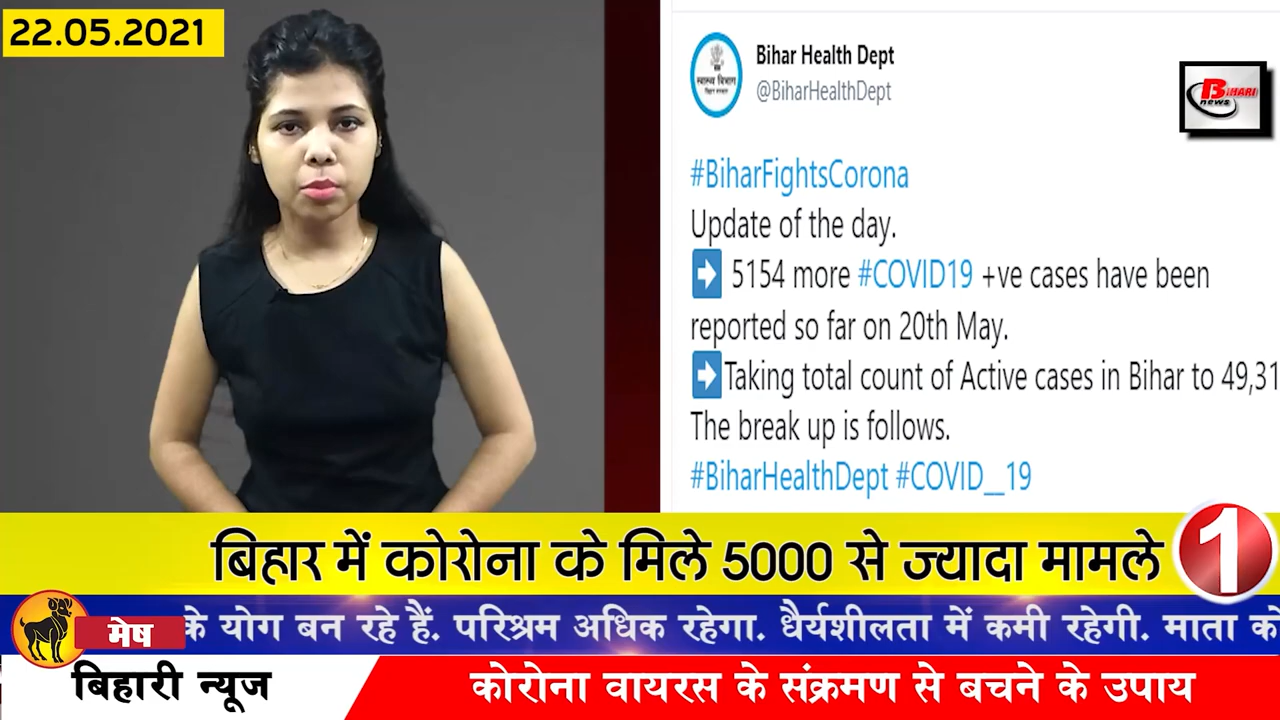 22.05.2021
Bihar Health Dept
@BiharHealthDept
BIHARI
news
स्वास्थ्य विभाग
#BiharFightsCorona
Update of the day.
5154 more #COVID19 +ve cases have been
reported so far on 20th May.
Taking total count of Active cases in Bihar to 49,31
The break up is follows.
#BiharHealthDept #COVID__19
बिहार में कोरोना के मिले 5000 से ज्यादा मामले
1
मेष
के योग बन रहे हैं. परिश्रम अधिक रहेगा. धैर्यशीलता में कमी रहेगी. माता को
बिहारी न्यूज
कोरोना वायरस के संक्रमण से बचने के उपाय